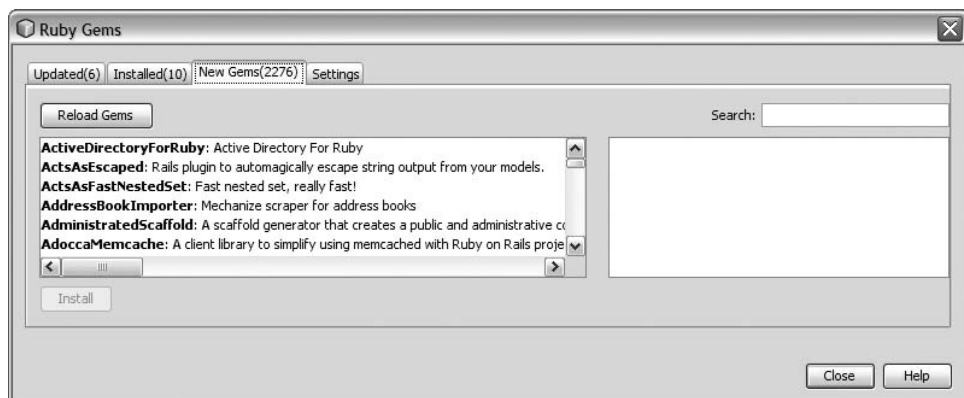 Ruby Gems
Updated(6) Installed(10) New Gems(2276) Settings
Reload Gems
Search:
ActiveDirectoryForRuby: Active Directory For Ruby
ActsAsEscaped: Rails plugin to automagically escape string output from your models.
ActsAsFastNestedSet: Fast nested set, really fast!
AddressBookImporter: Mechanize scraper for address books
AdministratedScaffold: A scaffold generator that creates a public and administrative co
AdoccaMemcache: A client library to simplify using memcached with Ruby on Rails proje
Install
Close Help